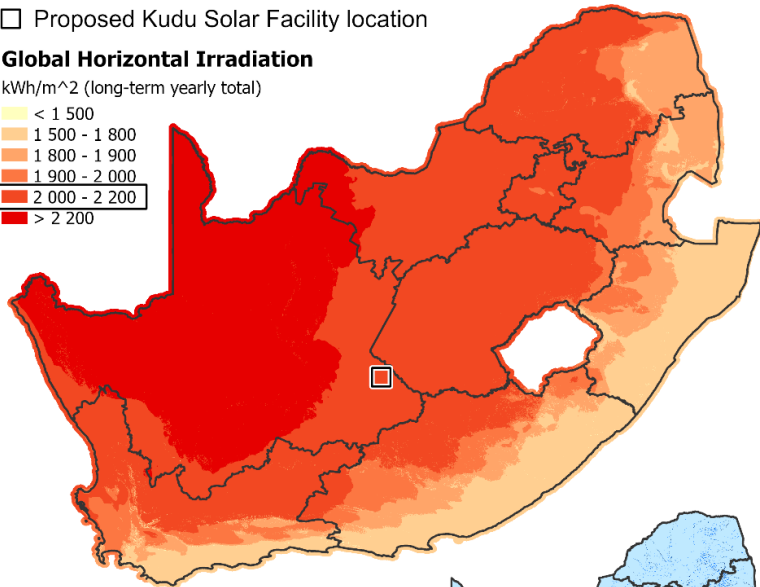 Proposed Kudu Solar Facility location
Global Horizontal Irradiation
kWh/m^2 (long-term yearly total)
< 1 500
1 500 - 1 800
1 800 - 1 900
1 900 - 2 000
2 000 - 2 200
> 2 200